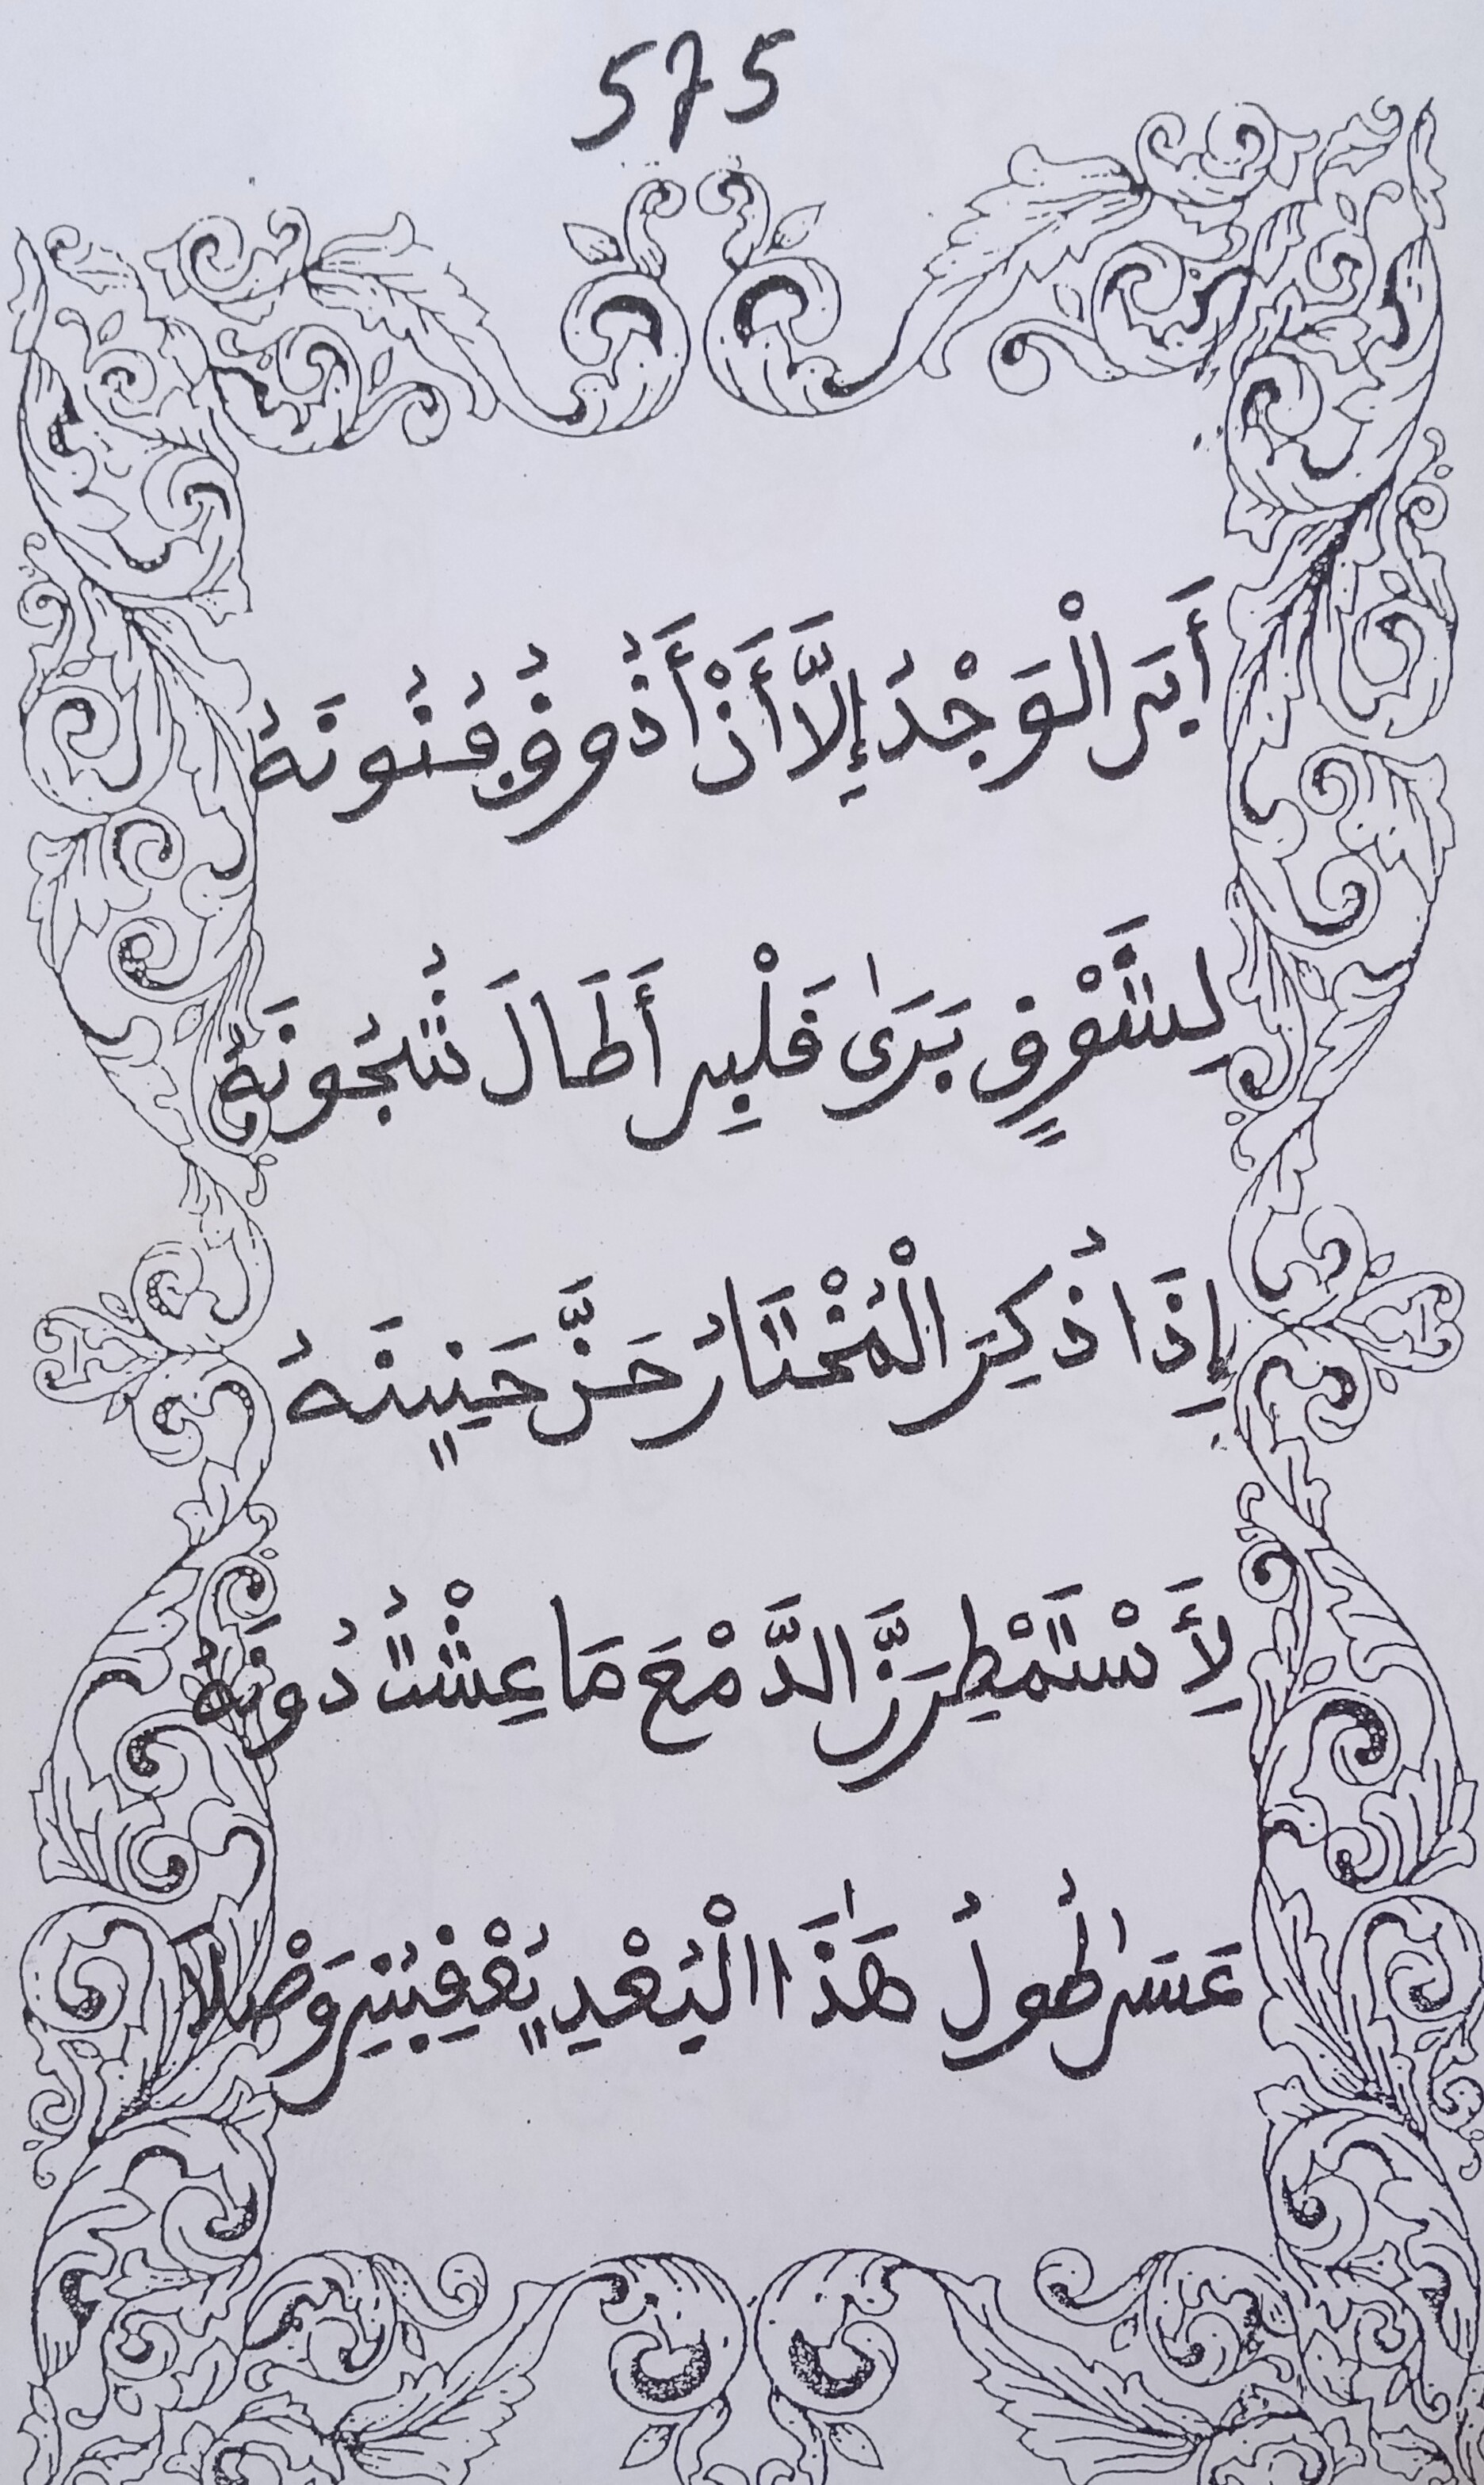 575
أَبَى الْوَجْدُ إِلَّا أَنْ أَذُوقَ فُنُونَهُ
لِشَوْقٍ بَرَىٰ قَلْبِي أَطَالَ شُجُونَهُ
إِذَا ذُكِرَ الْمُخْتَارُ حَنَّ حَنِينَهُ
لِأَسْتَمْطِرَنَّ الدَّمْعَ مَا عِشْتُ دُونَهُ
عَسَى طُولُ هَٰذَا الْبُعْدِ يُعْقِبُنِي وَصْلَا